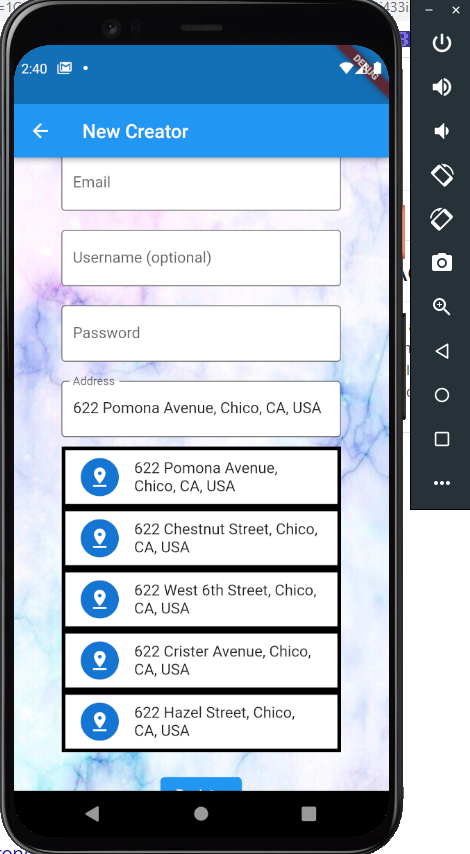 2:40
DEBUG
New Creator
Email
Username (optional)
Password
Address
622 Pomona Avenue, Chico, CA, USA
622 Pomona Avenue,
Chico, CA, USA
622 Chestnut Street, Chico,
CA, USA
622 West 6th Street, Chico,
CA, USA
622 Crister Avenue, Chico,
CA, USA
622 Hazel Street, Chico,
CA, USA